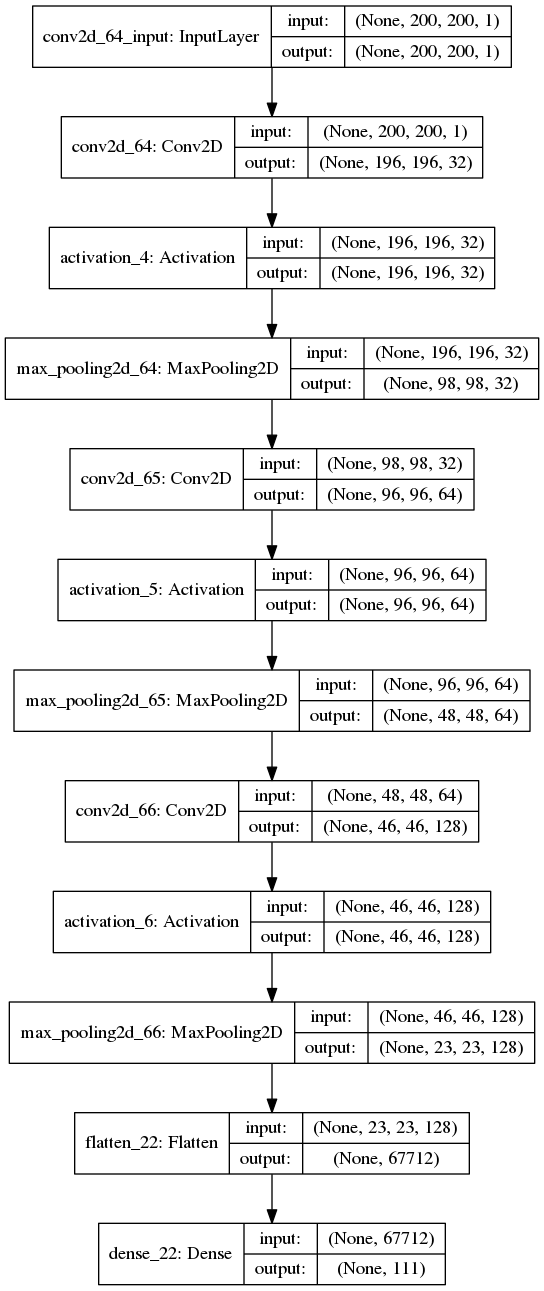 conv2d_64_input: InputLayer
input: (None, 200, 200, 1)
output: (None, 200, 200, 1)
conv2d_64: Conv2D
input: (None, 200, 200, 1)
output: (None, 196, 196, 32)
activation_4: Activation
input: (None, 196, 196, 32)
output: (None, 196, 196, 32)
max_pooling2d_64: MaxPooling2D
input: (None, 196, 196, 32)
output: (None, 98, 98, 32)
conv2d_65: Conv2D
input: (None, 98, 98, 32)
output: (None, 96, 96, 64)
activation_5: Activation
input: (None, 96, 96, 64)
output: (None, 96, 96, 64)
max_pooling2d_65: MaxPooling2D
input: (None, 96, 96, 64)
output: (None, 48, 48, 64)
conv2d_66: Conv2D
input: (None, 48, 48, 64)
output: (None, 46, 46, 128)
activation_6: Activation
input: (None, 46, 46, 128)
output: (None, 46, 46, 128)
max_pooling2d_66: MaxPooling2D
input: (None, 46, 46, 128)
output: (None, 23, 23, 128)
flatten_22: Flatten
input: (None, 23, 23, 128)
output: (None, 67712)
dense_22: Dense
input: (None, 67712)
output: (None, 111)